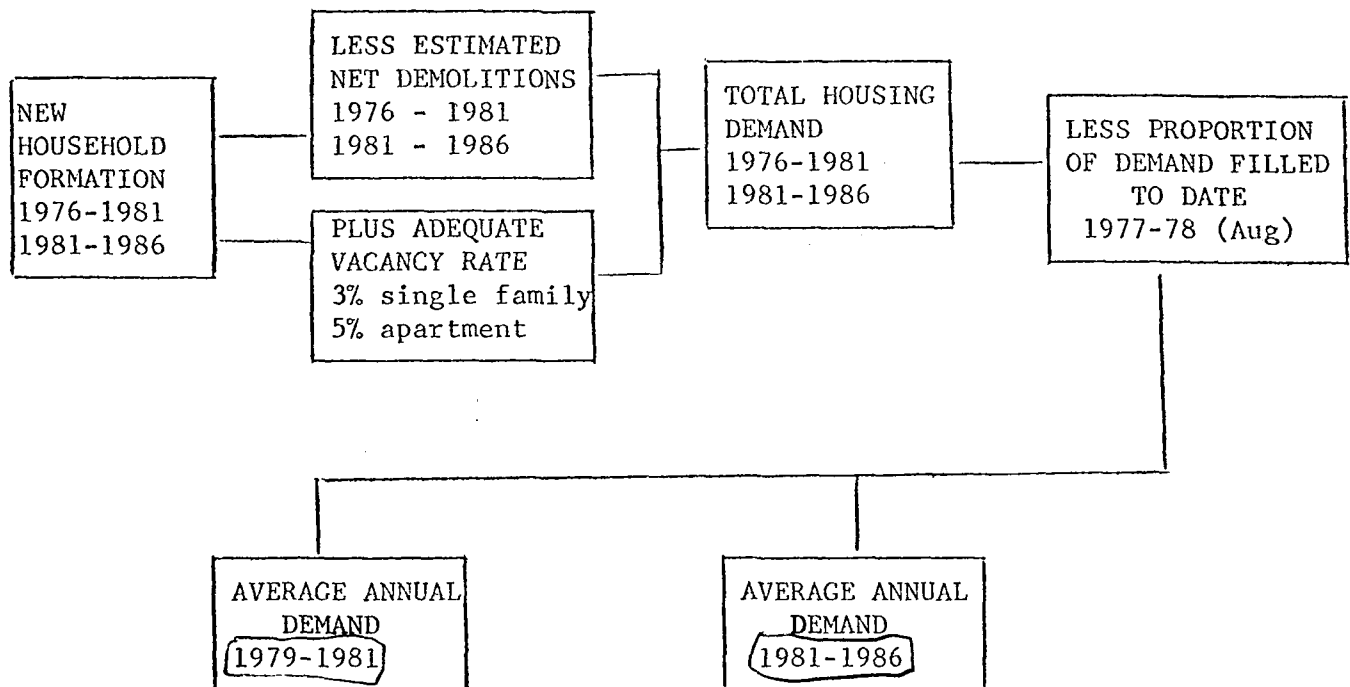 NEW
HOUSEHOLD
FORMATION
1976-1981
1981-1986
LESS ESTIMATED
NET DEMOLITIONS
1976 - 1981
1981 - 1986
PLUS ADEQUATE
VACANCY RATE
3% single family
5% apartment
TOTAL HOUSING
DEMAND
1976-1981
1981-1986
LESS PROPORTION
OF DEMAND FILLED
TO DATE
1977-78 (Aug)
AVERAGE ANNUAL
DEMAND
1979-1981
AVERAGE ANNUAL
DEMAND
1981-1986